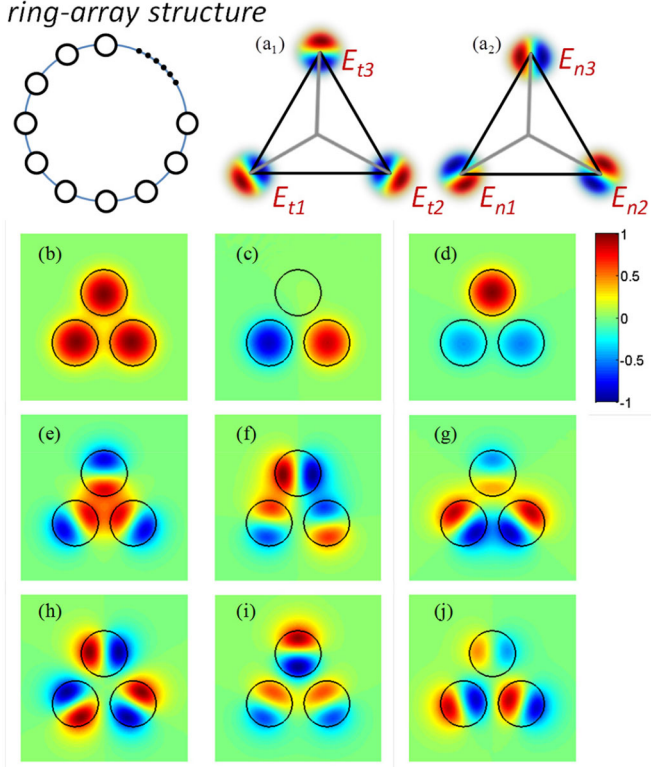 ring-array structure
(a1) Et3
(a2) En3
Et1 Et2 En1 En2
(b) (c) (d)
1
0.5
0
-0.5
-1
(e) (f) (g)
(h) (i) (j)